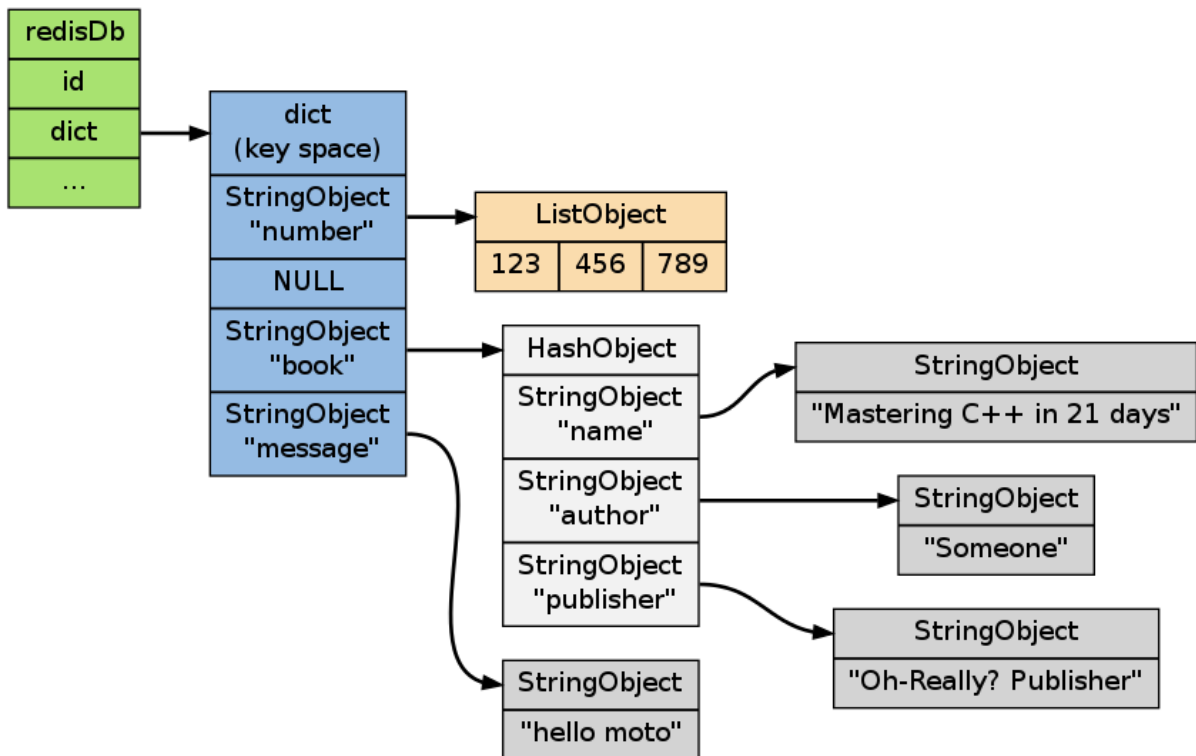 redisDb
id
dict
...
dict
(key space)
StringObject
"number"
NULL
StringObject
"book"
StringObject
"message"
ListObject
123 456 789
HashObject
StringObject
"name"
StringObject
"author"
StringObject
"publisher"
StringObject
"Mastering C++ in 21 days"
StringObject
"Someone"
StringObject
"Oh-Really? Publisher"
StringObject
"hello moto"